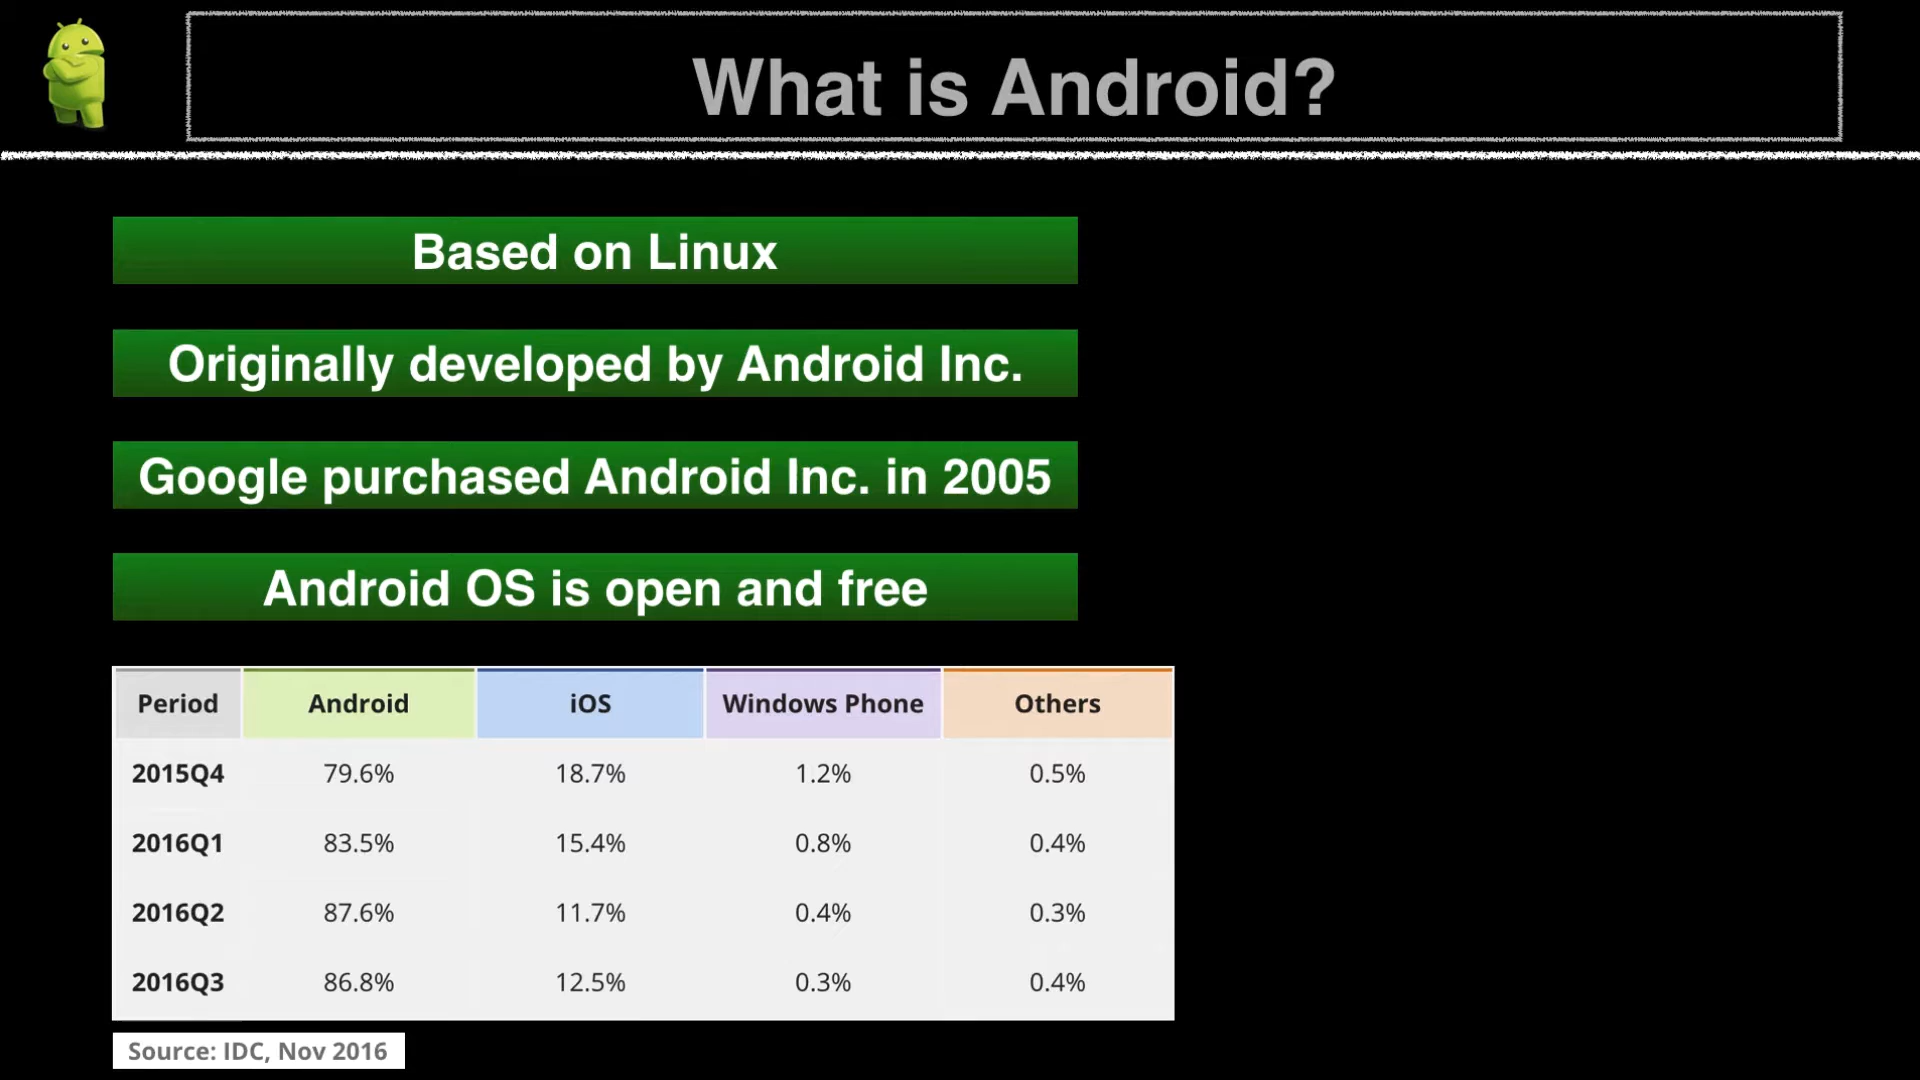 What is Android?
Based on Linux
Originally developed by Android Inc.
Google purchased Android Inc. in 2005
Android OS is open and free
Period Android iOS Windows Phone Others
2015Q4 79.6% 18.7% 1.2% 0.5%
2016Q1 83.5% 15.4% 0.8% 0.4%
2016Q2 87.6% 11.7% 0.4% 0.3%
2016Q3 86.8% 12.5% 0.3% 0.4%
Source: IDC, Nov 2016